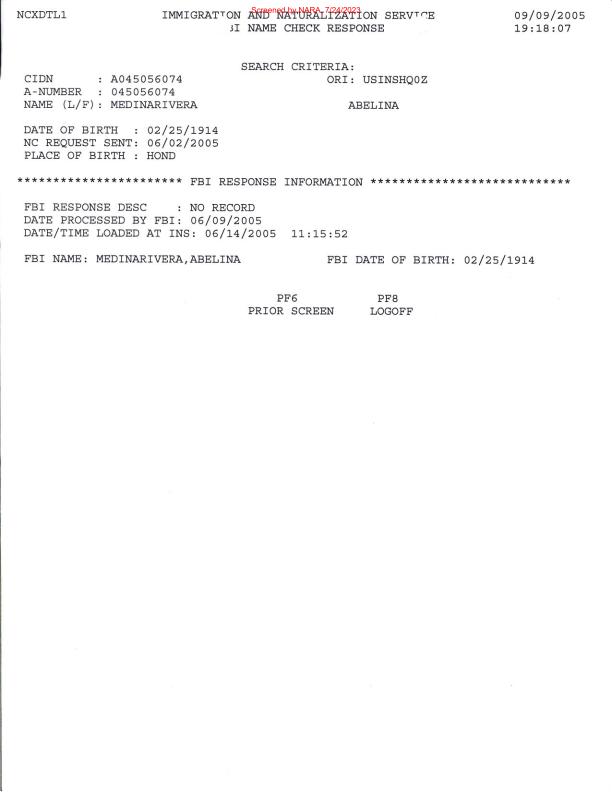 Screened by NARA, 7/24/2023
NCXDTL1 IMMIGRATION AND NATURALIZATION SERVICE 09/09/2005
BI NAME CHECK RESPONSE 19:18:07
SEARCH CRITERIA:
CIDN : A045056074 ORI: USINSHQ0Z
A-NUMBER : 045056074
NAME (L/F): MEDINARIVERA ABELINA
DATE OF BIRTH : 02/25/1914
NC REQUEST SENT: 06/02/2005
PLACE OF BIRTH : HOND
*********************** FBI RESPONSE INFORMATION ****************************
FBI RESPONSE DESC : NO RECORD
DATE PROCESSED BY FBI: 06/09/2005
DATE/TIME LOADED AT INS: 06/14/2005 11:15:52
FBI NAME: MEDINARIVERA,ABELINA FBI DATE OF BIRTH: 02/25/1914
PF6 PF8
PRIOR SCREEN LOGOFF